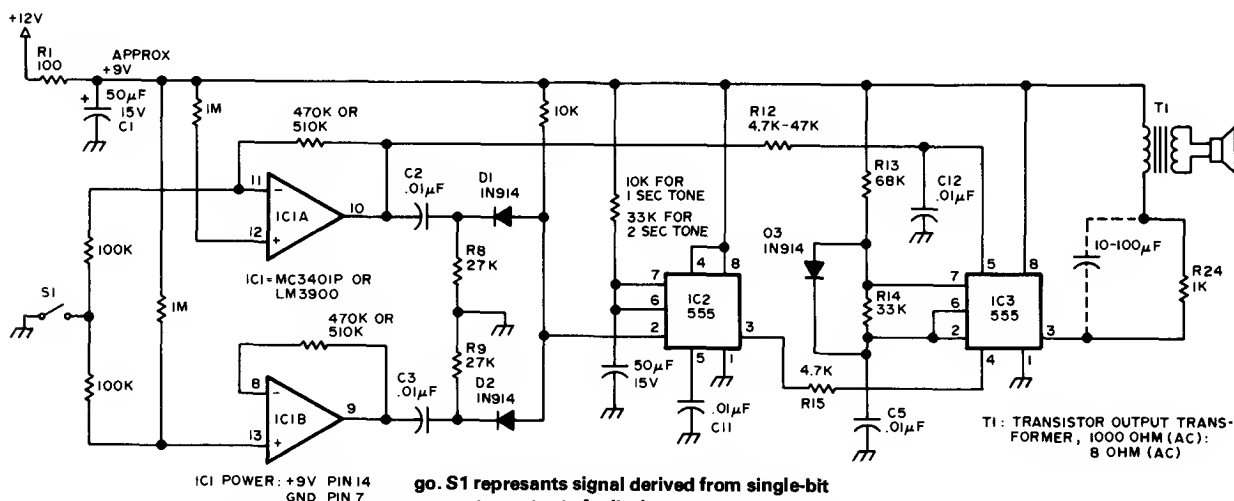 +12V
R1
100
APPROX
+9V
50µF
15V
C1
+
1M
470K OR
510K
11
-
12
+
IC1A
10
C2
.01µF
D1
1N914
10K
R8
27K
IC1=MC3401P OR
LM3900
100K
S1
1M
100K
470K OR
510K
8
-
13
+
IC1B
9
C3
.01µF
R9
27K
D2
1N914
IC1 POWER: +9V PIN 14
GND PIN 7
10K FOR
1 SEC TONE
33K FOR
2 SEC TONE
7
6
2
4
8
IC2
555
3
5
1
50µF
15V
.01µF
C11
4.7K
R15
R12
4.7K-47K
R13
68K
C12
.01µF
O3
1N914
R14
33K
5
8
7
6
2
IC3
555
3
4
1
C5
.01µF
10-100µF
R24
1K
T1
T1: TRANSISTOR OUTPUT TRANS-
FORMER, 1000 OHM (AC):
8 OHM (AC)
go. S1 represants signal derived from single-bit